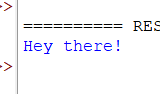 >>
========== RES
Hey there!
>>